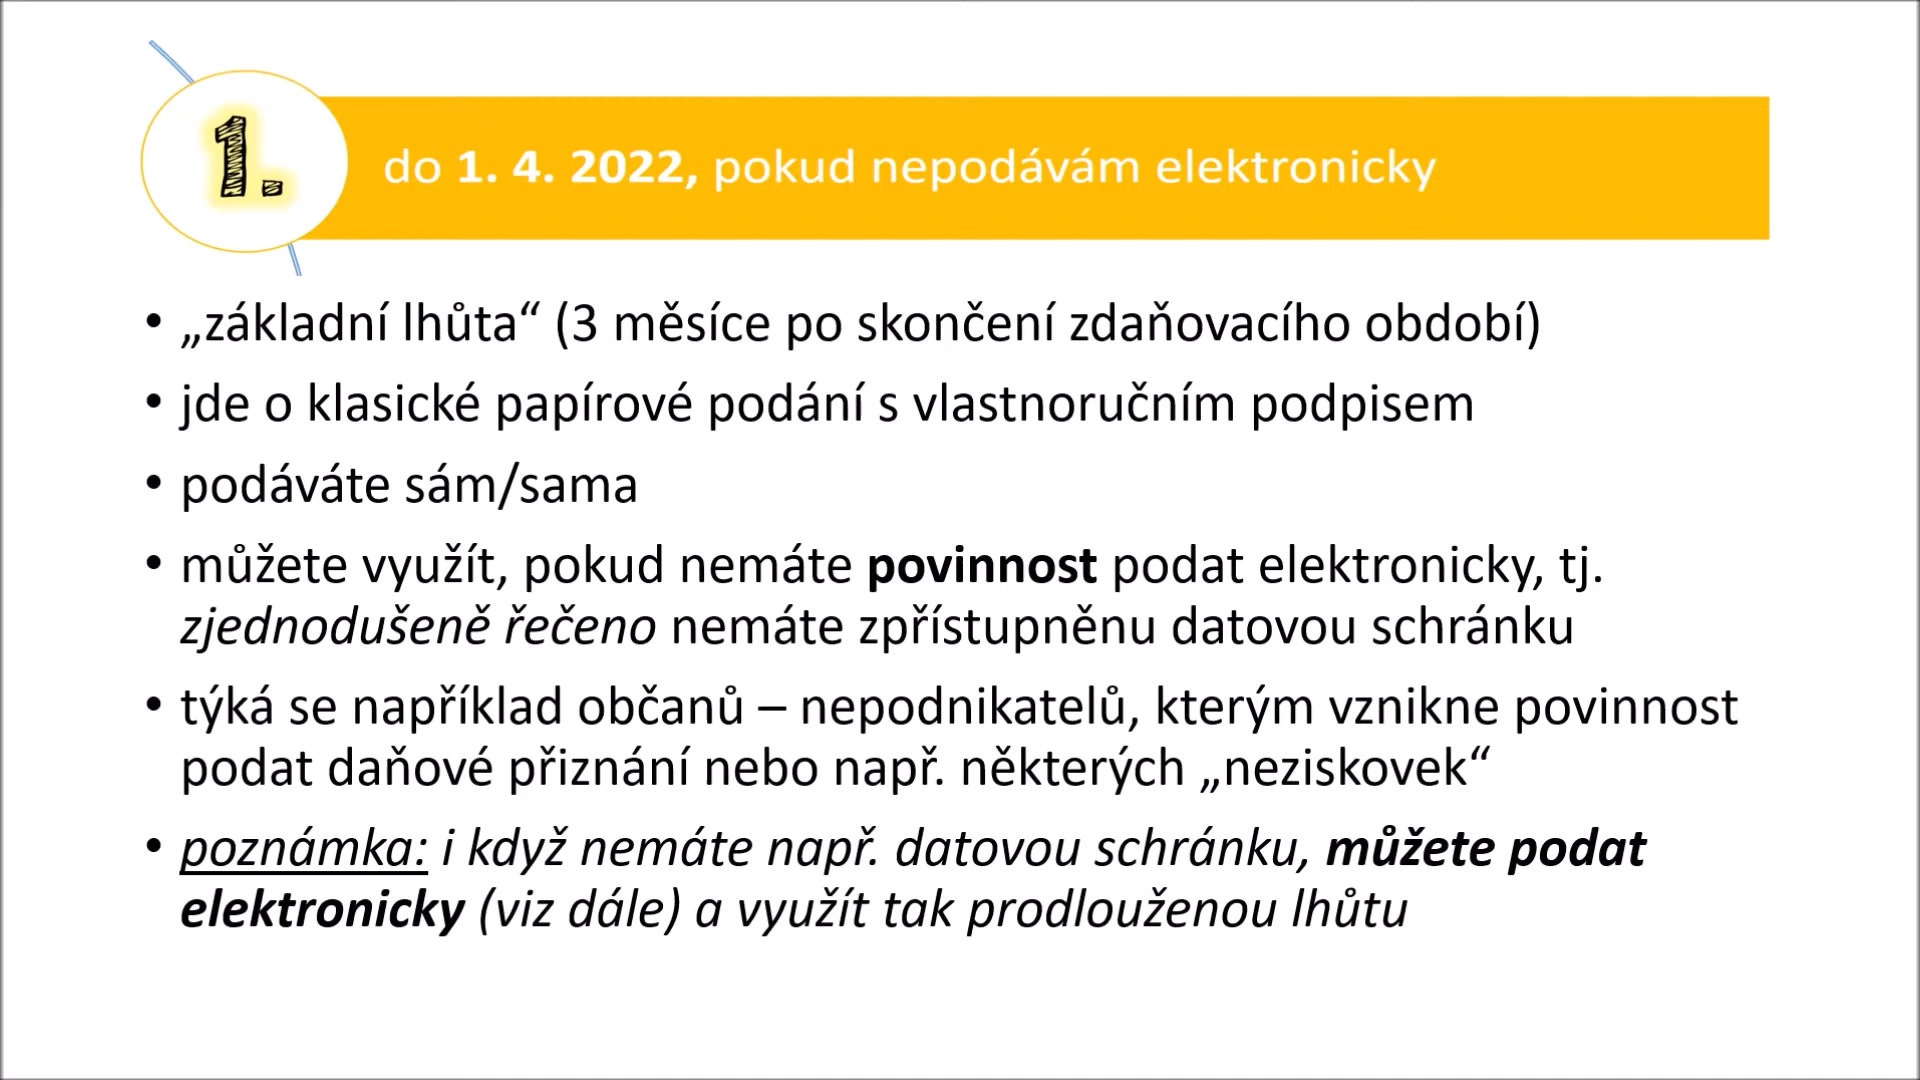 1.
do 1. 4. 2022, pokud nepodávám elektronicky
• „základní lhůta“ (3 měsíce po skončení zdaňovacího období)
• jde o klasické papírové podání s vlastnoručním podpisem
• podáváte sám/sama
• můžete využít, pokud nemáte povinnost podat elektronicky, tj.
zjednodušeně řečeno nemáte zpřístupněnu datovou schránku
• týká se například občanů – nepodnikatelů, kterým vznikne povinnost
podat daňové přiznání nebo např. některých „neziskovek“
• poznámka: i když nemáte např. datovou schránku, můžete podat
elektronicky (viz dále) a využít tak prodlouženou lhůtu